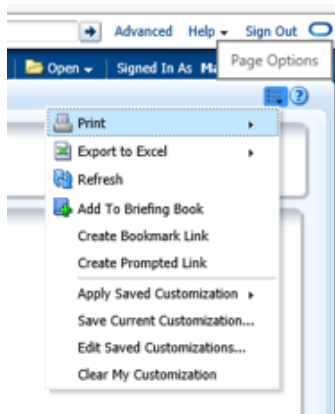 Advanced Help Sign Out
Open Signed In As Ma
Page Options
Print
Export to Excel
Refresh
Add To Briefing Book
Create Bookmark Link
Create Prompted Link
Apply Saved Customization
Save Current Customization...
Edit Saved Customizations...
Clear My Customization